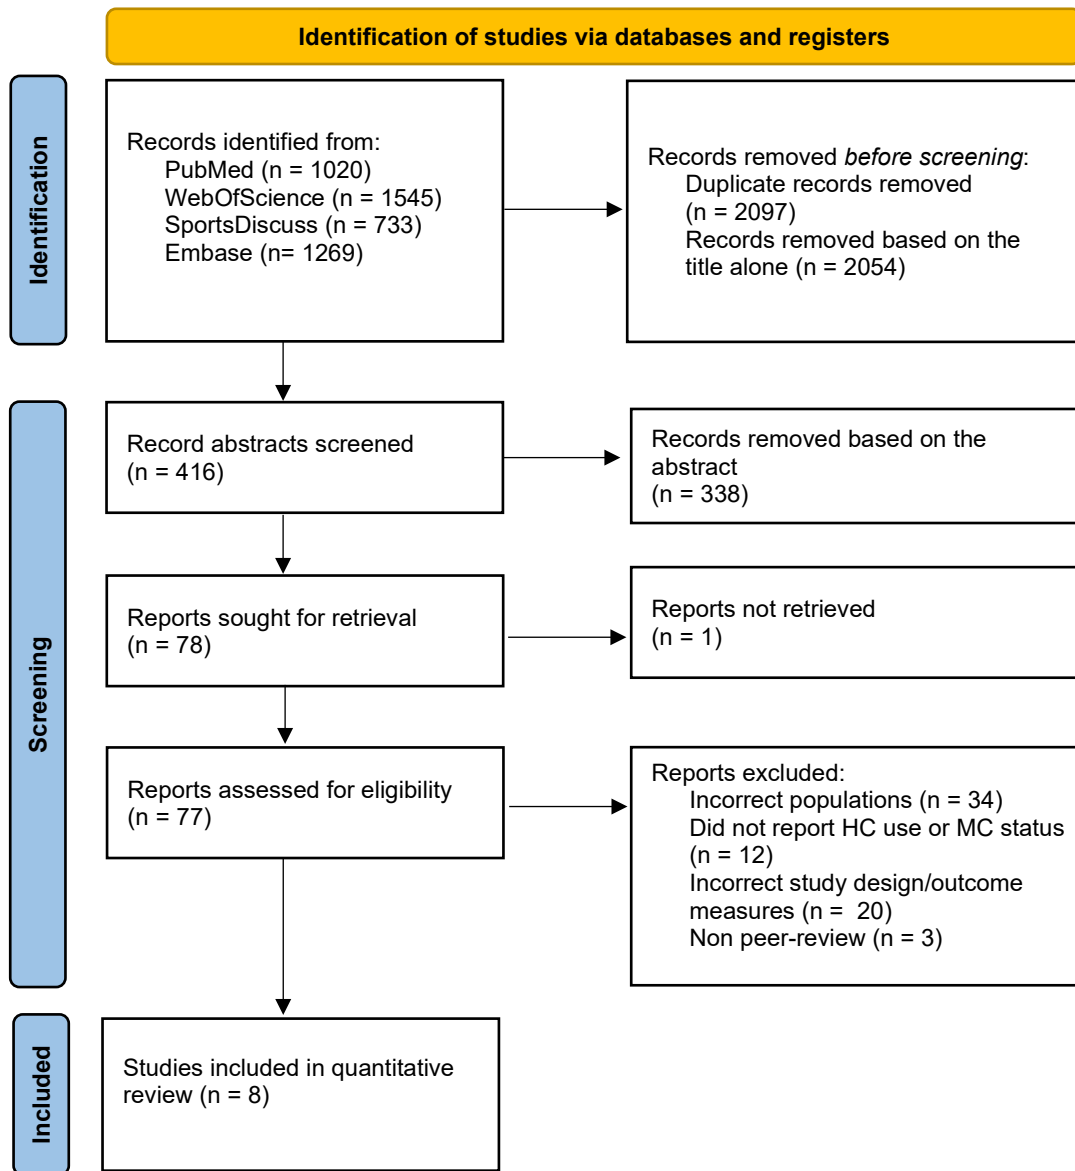 Identification of studies via databases and registers
Identification
Records identified from:
PubMed (n = 1020)
WebOfScience (n = 1545)
SportsDiscuss (n = 733)
Embase (n= 1269)
Records removed before screening:
Duplicate records removed
(n = 2097)
Records removed based on the
title alone (n = 2054)
Screening
Record abstracts screened
(n = 416)
Records removed based on the
abstract
(n = 338)
Reports sought for retrieval
(n = 78)
Reports not retrieved
(n = 1)
Reports assessed for eligibility
(n = 77)
Reports excluded:
Incorrect populations (n = 34)
Did not report HC use or MC status
(n = 12)
Incorrect study design/outcome
measures (n =  20)
Non peer-review (n = 3)
Included
Studies included in quantitative
review (n = 8)